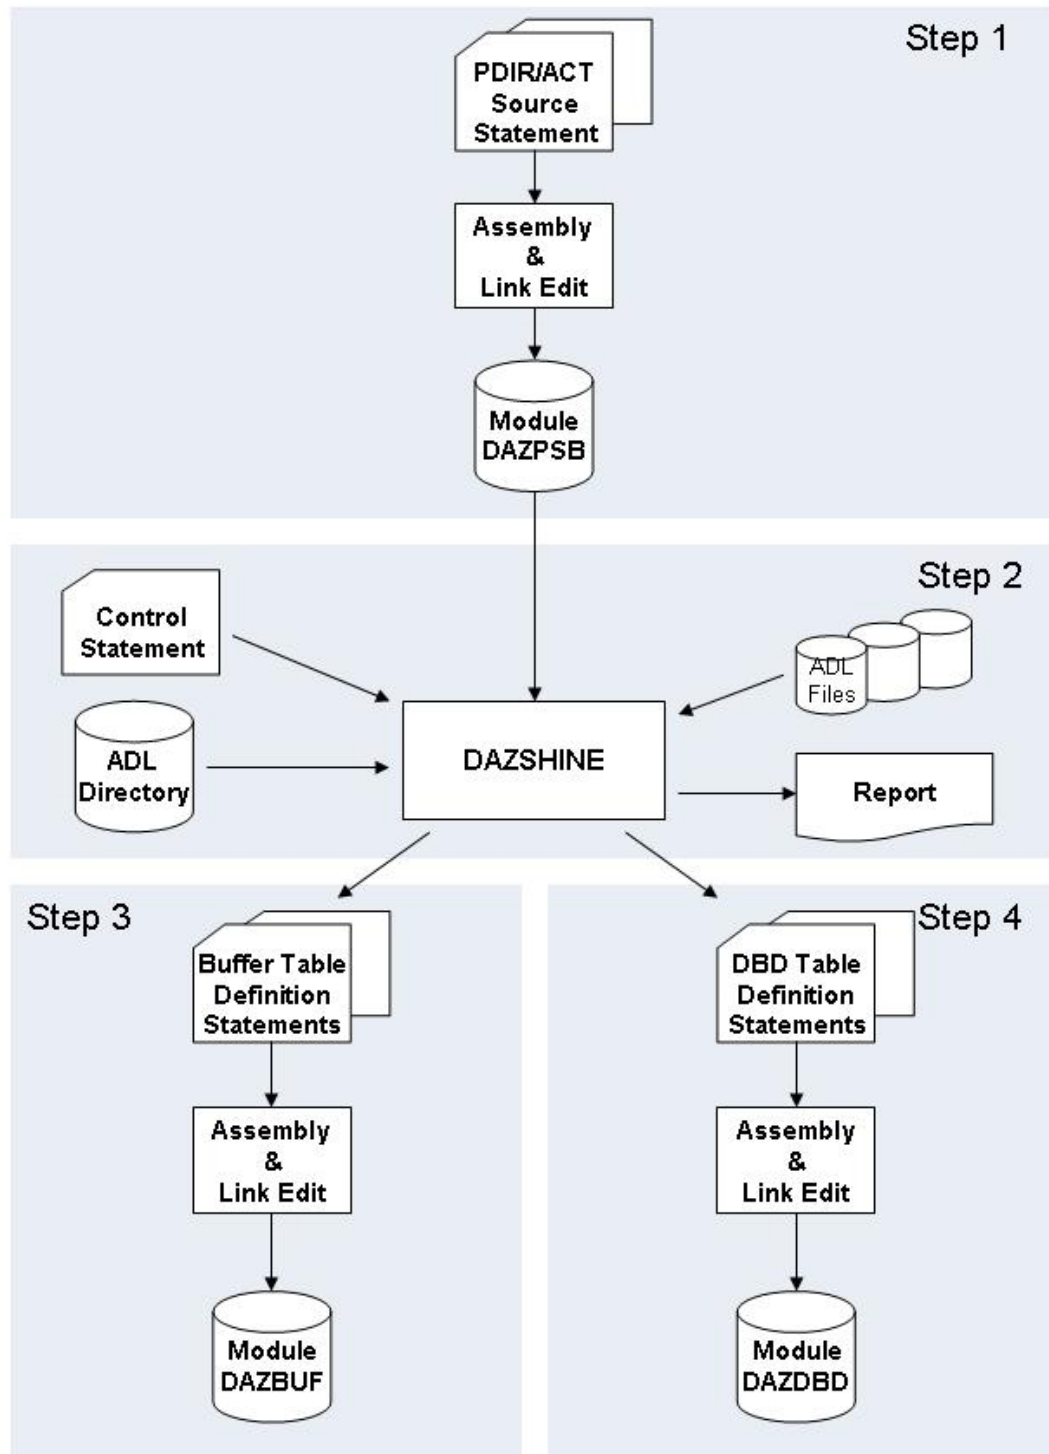 Step 1
PDIR/ACT
Source
Statement
Assembly
&
Link Edit
Module
DAZPSB
Step 2
Control
Statement
ADL
Files
ADL
Directory
DAZSHINE
Report
Step 3
Buffer Table
Definition
Statements
Assembly
&
Link Edit
Module
DAZBUF
Step 4
DBD Table
Definition
Statements
Assembly
&
Link Edit
Module
DAZDBD